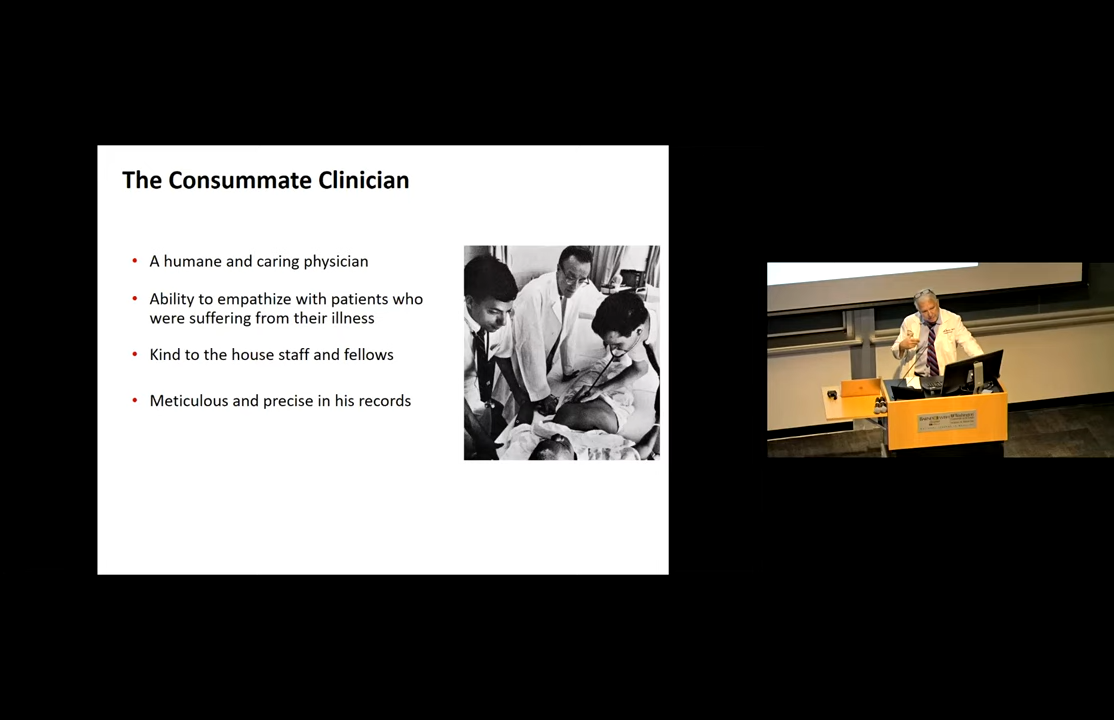 The Consummate Clinician
• A humane and caring physician
• Ability to empathize with patients who
were suffering from their illness
• Kind to the house staff and fellows
• Meticulous and precise in his records